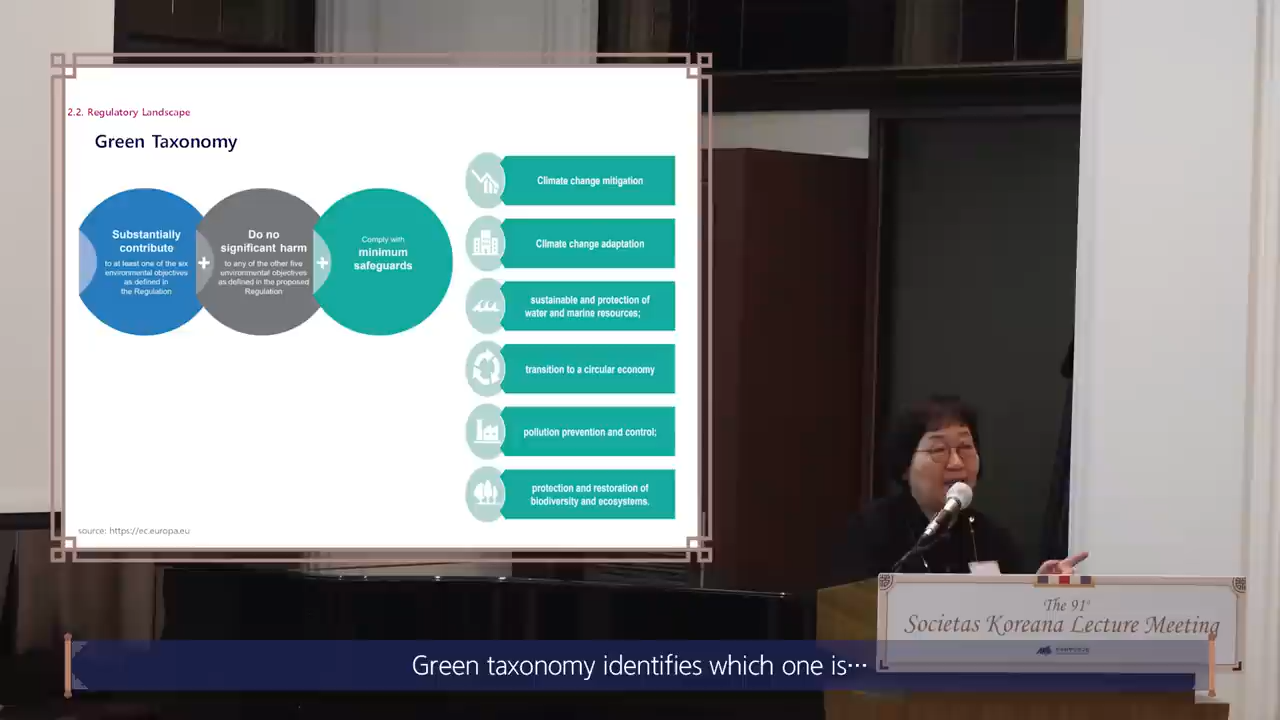 2.2. Regulatory Landscape
Green Taxonomy
Substantially
contribute
to at least one of the six
environmental objectives
as defined in
the Regulation
+
Do no
significant harm
to any of the other five
environmental objectives
as defined in the proposed
Regulation
+
Comply with
minimum
safeguards
Climate change mitigation
Climate change adaptation
sustainable and protection of
water and marine resources;
transition to a circular economy
pollution prevention and control;
protection and restoration of
biodiversity and ecosystems.
source: https://ec.europa.eu
The 91st
Societas Koreana Lecture Meeting
Green taxonomy identifies which one is…